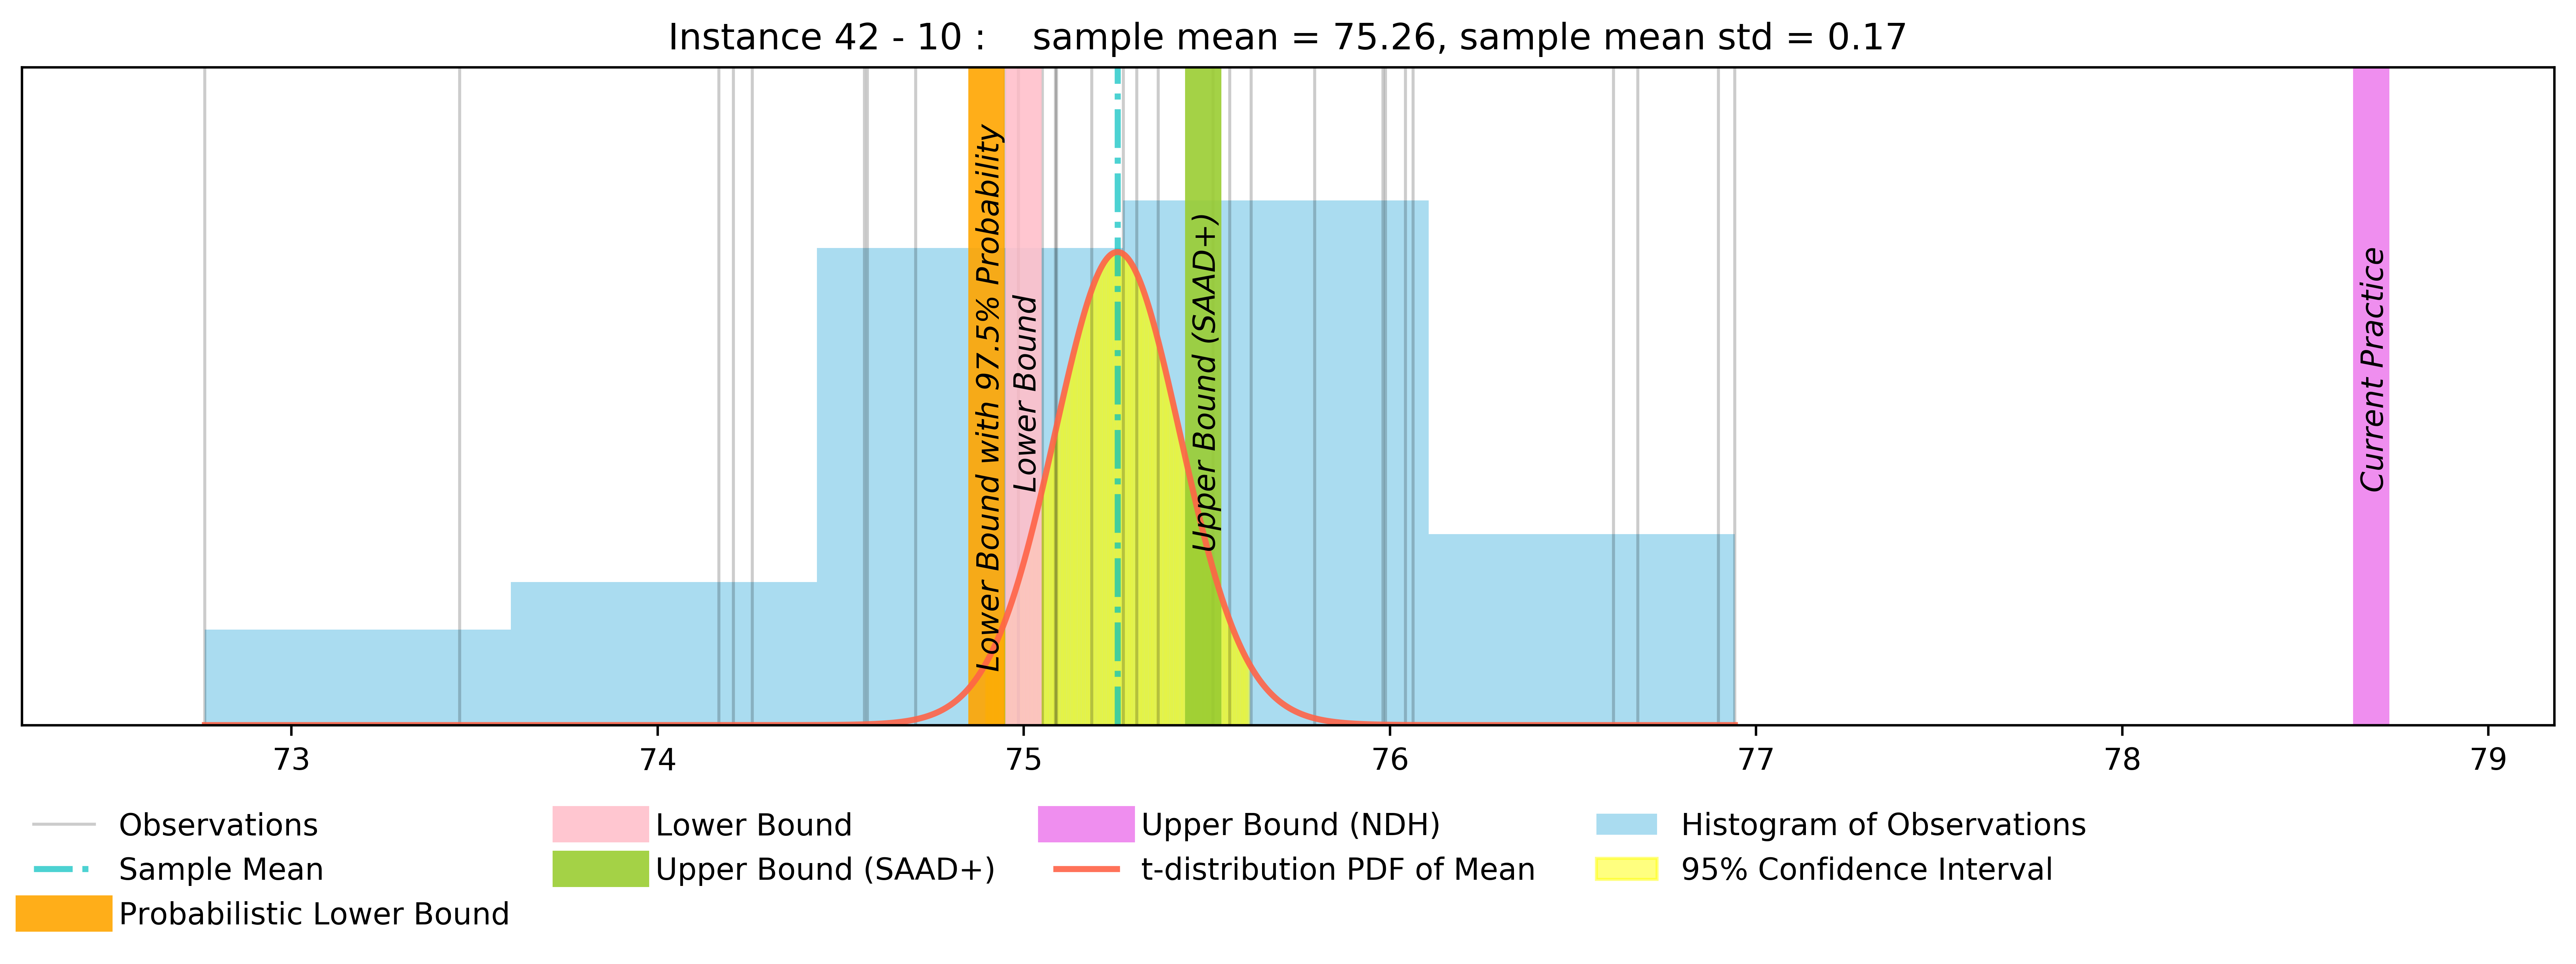 Instance 42 - 10 :    sample mean = 75.26, sample mean std = 0.17
Lower Bound with 97.5% Probability
Lower Bound
Upper Bound (SAAD+)
Current Practice
73 74 75 76 77 78 79
Observations
Sample Mean
Probabilistic Lower Bound
Lower Bound
Upper Bound (SAAD+)
Upper Bound (NDH)
t-distribution PDF of Mean
Histogram of Observations
95% Confidence Interval